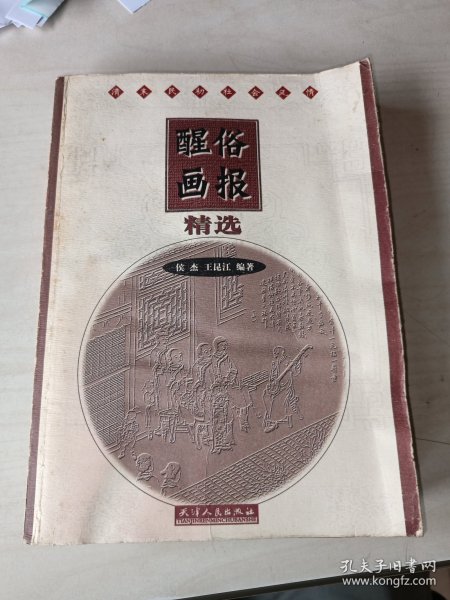 清末民初社会风情
醒俗
画报
精选
侯杰 王昆江 编著
天津人民出版社
TIANJINRENMINCHUBANSHE
孔夫子旧书网
www.kongfz.com